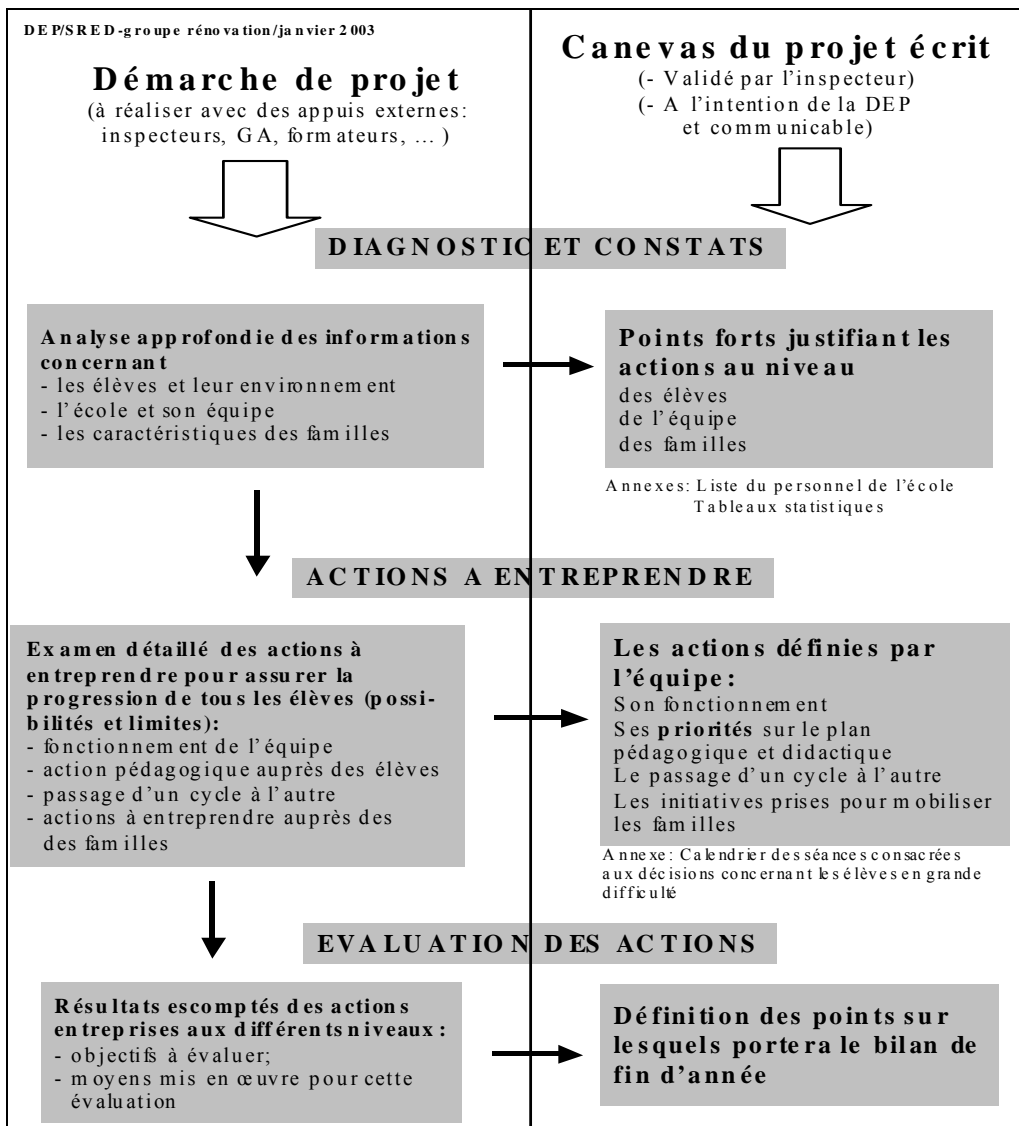 DEP/SRED-groupe rénovation/janvier 2003
Démarche de projet
(à réaliser avec des appuis externes:
inspecteurs, GA, formateurs, … )
Canevas du projet écrit
(- Validé par l'inspecteur)
(- A l'intention de la DEP
et communicable)
DIAGNOSTIC ET CONSTATS
Analyse approfondie des informations
concernant
- les élèves et leur environnement
- l'école et son équipe
- les caractéristiques des familles
Points forts justifiant les
actions au niveau
des élèves
de l'équipe
des familles
Annexes: Liste du personnel de l'école
Tableaux statistiques
ACTIONS A ENTREPRENDRE
Examen détaillé des actions à
entreprendre pour assurer la
progression de tous les élèves (possi-
bilités et limites):
- fonctionnement de l'équipe
- action pédagogique auprès des élèves
- passage d'un cycle à l'autre
- actions à entreprendre auprès des
des familles
Les actions définies par
l'équipe:
Son fonctionnement
Ses priorités sur le plan
pédagogique et didactique
Le passage d'un cycle à l'autre
Les initiatives prises pour mobiliser
les familles
Annexe: Calendrier des séances consacrées
aux décisions concernant les élèves en grande
difficulté
EVALUATION DES ACTIONS
Résultats escomptés des actions
entreprises aux différents niveaux :
- objectifs à évaluer;
- moyens mis en œuvre pour cette
évaluation
Définition des points sur
lesquels portera le bilan de
fin d'année